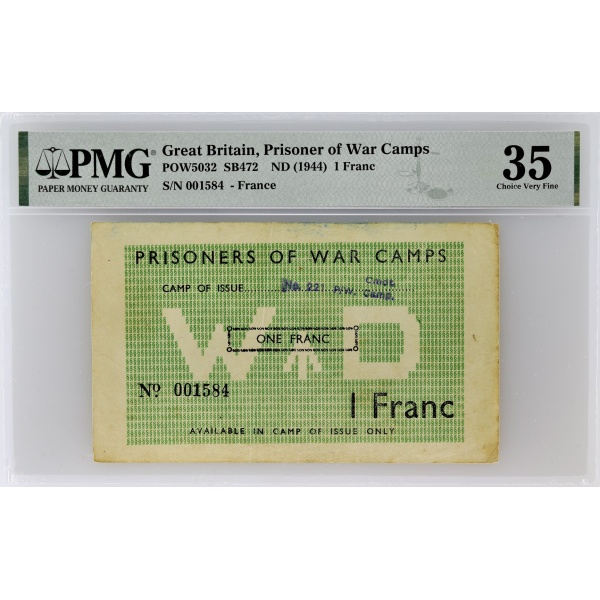 PMG
PAPER MONEY GUARANTY
Great Britain, Prisoner of War Camps
POW5032 SB472 ND (1944) 1 Franc
S/N 001584 - France
35
Choice Very Fine
PRISONERS OF WAR CAMPS
CAMP OF ISSUE No. 221 P/W. Camp.
Cmdt.
W D
ONE FRANC
Nº 001584
1 Franc
AVAILABLE IN CAMP OF ISSUE ONLY